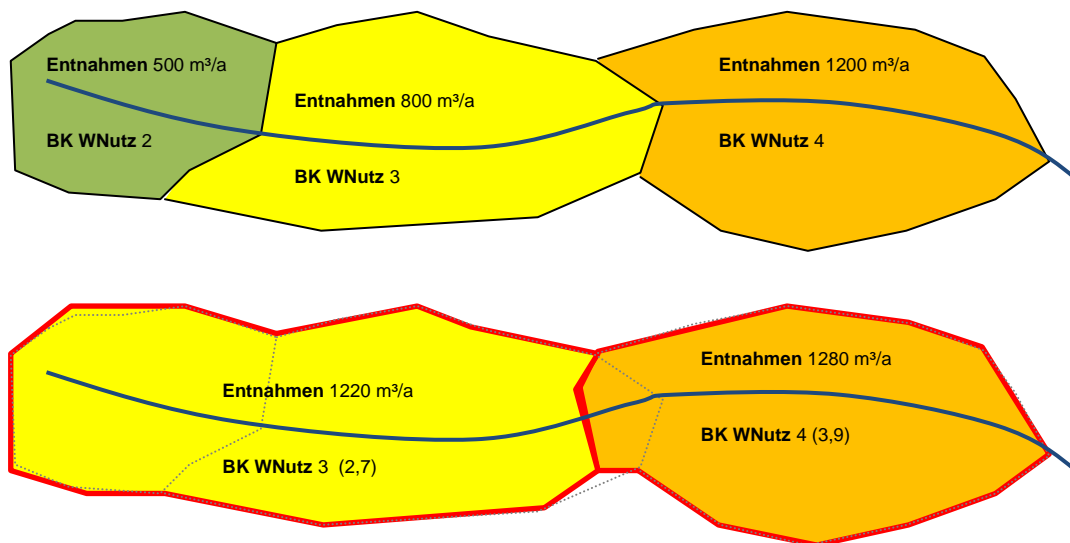 Entnahmen 500 m³/a
BK WNutz 2
Entnahmen 800 m³/a
BK WNutz 3
Entnahmen 1200 m³/a
BK WNutz 4
Entnahmen 1220 m³/a
BK WNutz 3 (2,7)
Entnahmen 1280 m³/a
BK WNutz 4 (3,9)